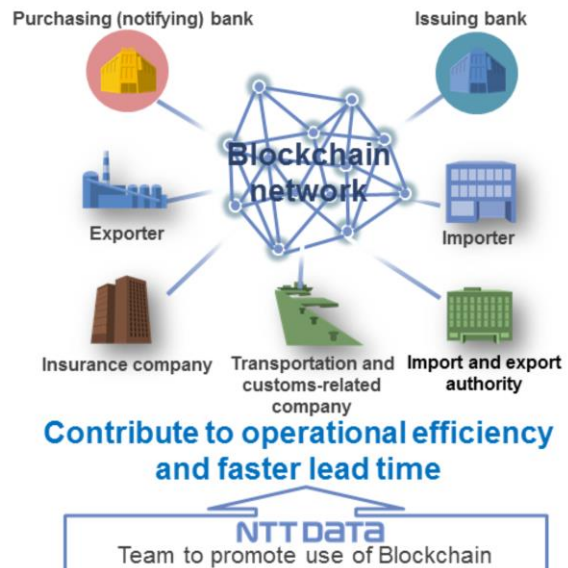 Purchasing (notifying) bank
Issuing bank
Blockchain
network
Exporter
Importer
Insurance company
Transportation and
customs-related
company
Import and export
authority
Contribute to operational efficiency
and faster lead time
NTT DATA
Team to promote use of Blockchain